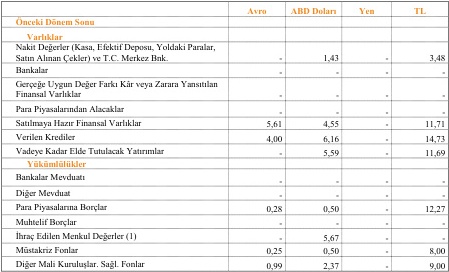 Avro ABD Doları Yen TL
Önceki Dönem Sonu
Varlıklar
Nakit Değerler (Kasa, Efektif Deposu, Yoldaki Paralar,
Satın Alınan Çekler) ve T.C. Merkez Bnk. - 1,43 - 3,48
Bankalar - - - -
Gerçeğe Uygun Değer Farkı Kâr veya Zarara Yansıtılan
Finansal Varlıklar - - - -
Para Piyasalarından Alacaklar - - - -
Satılmaya Hazır Finansal Varlıklar 5,61 4,55 - 11,71
Verilen Krediler 4,00 6,16 - 14,73
Vadeye Kadar Elde Tutulacak Yatırımlar - 5,59 - 11,69
Yükümlülükler
Bankalar Mevduatı - - - -
Diğer Mevduat - - - -
Para Piyasalarına Borçlar 0,28 0,50 - 12,27
Muhtelif Borçlar - - - -
İhraç Edilen Menkul Değerler (1) - 5,67 - -
Müstakriz Fonlar 0,25 0,50 - 8,00
Diğer Mali Kuruluşlar. Sağl. Fonlar 0,99 2,37 - 9,00